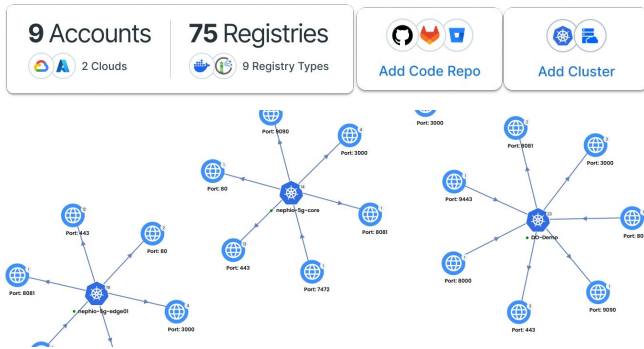 9 Accounts
75 Registries
2 Clouds
9 Registry Types
Add Code Repo
Add Cluster
Port: 9090
Port: 3000
Port: 80
nephio-5g-core
Port: 8081
Port: 443
Port: 7472
Port: 443
Port: 80
Port: 8081
nephio-5g-edge01
Port: 3000
Port: 3000
Port: 8081
Port: 3000
Port: 9443
DD-Demo
Port: 80
Port: 8000
Port: 9090
Port: 443